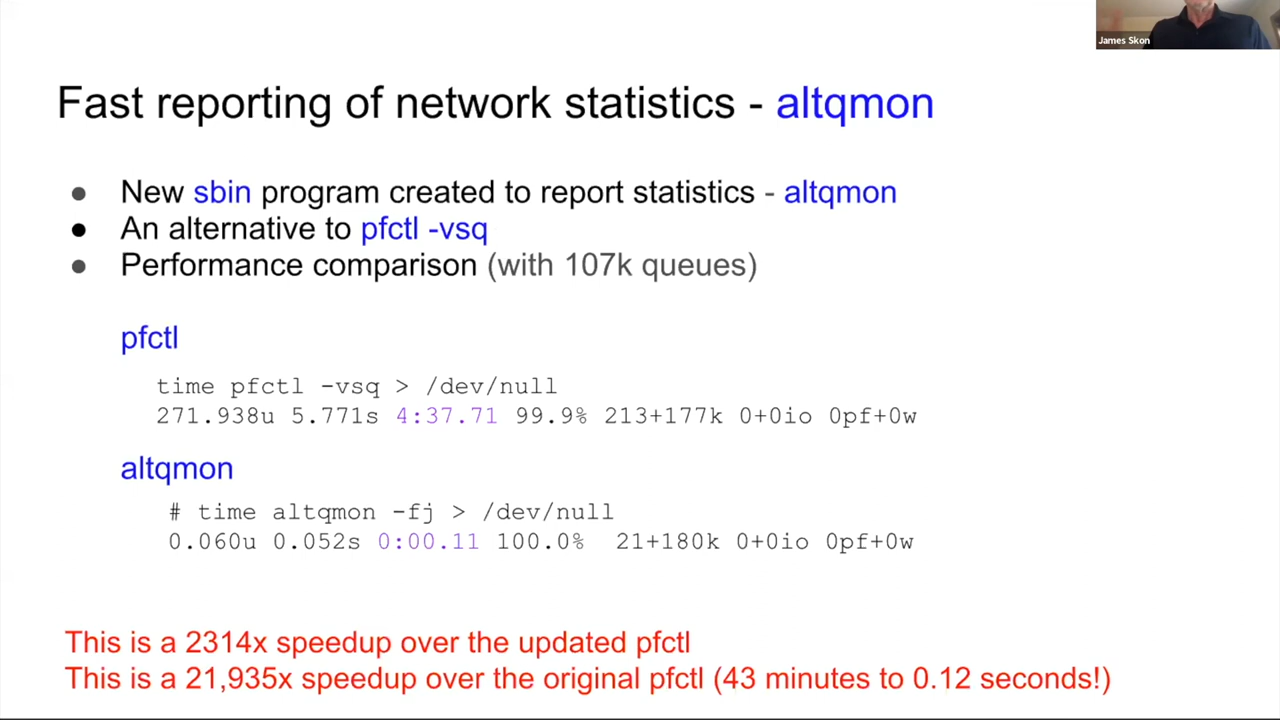 James Skon
Fast reporting of network statistics - altqmon
● New sbin program created to report statistics - altqmon
● An alternative to pfctl -vsq
● Performance comparison (with 107k queues)
pfctl
time pfctl -vsq > /dev/null
271.938u 5.771s 4:37.71 99.9% 213+177k 0+0io 0pf+0w
altqmon
# time altqmon -fj > /dev/null
0.060u 0.052s 0:00.11 100.0% 21+180k 0+0io 0pf+0w
This is a 2314x speedup over the updated pfctl
This is a 21,935x speedup over the original pfctl (43 minutes to 0.12 seconds!)